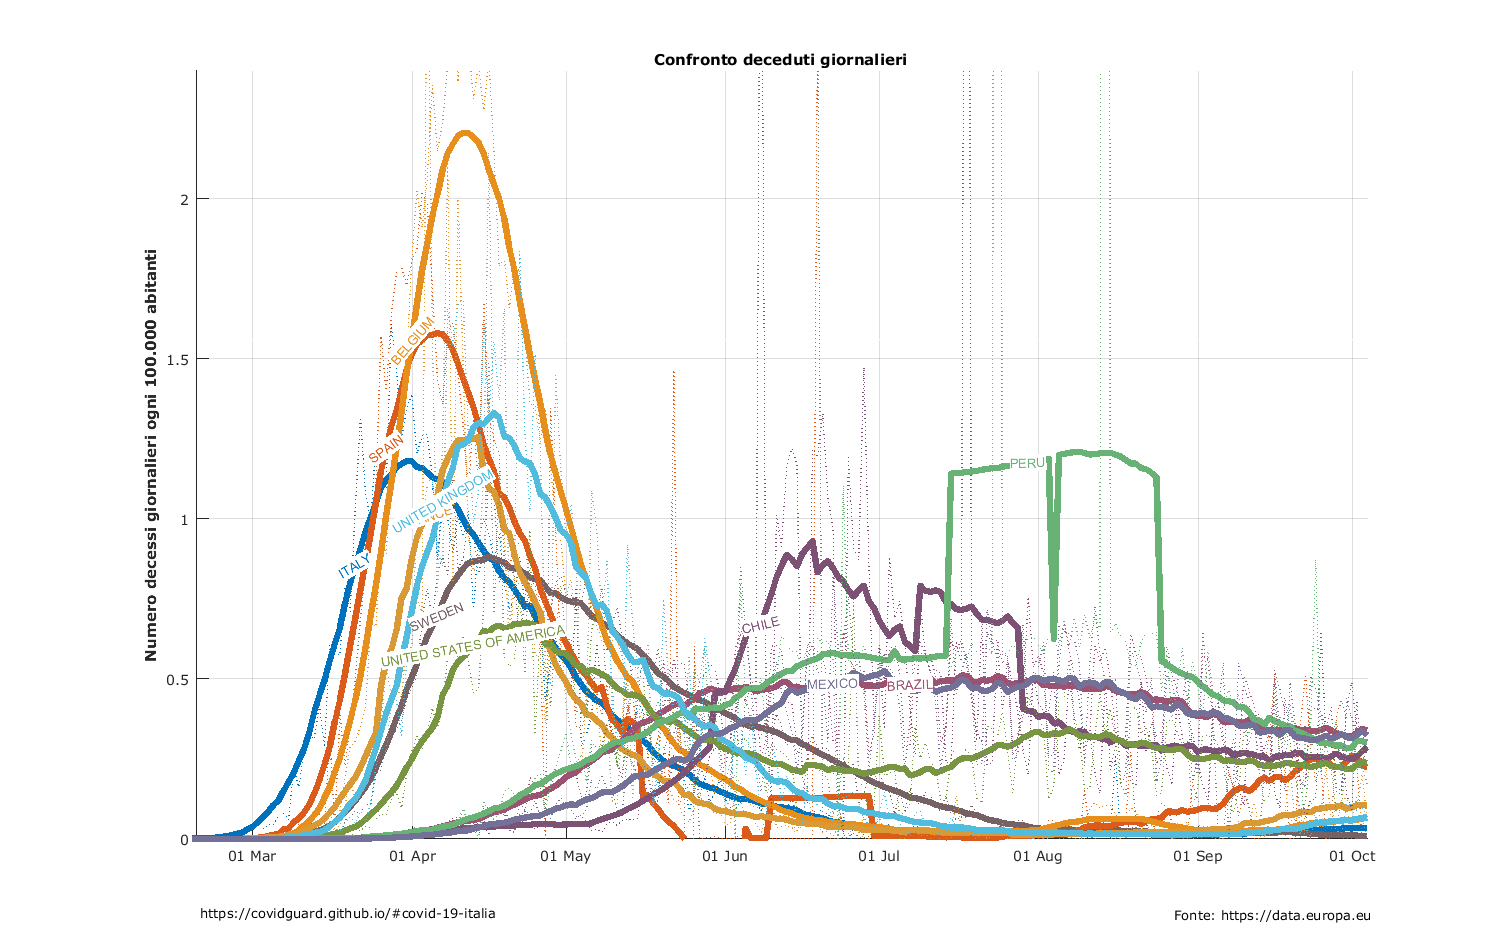 Confronto deceduti giornalieri
Numero decessi giornalieri ogni 100.000 abitanti
2
1.5
1
0.5
0
BELGIUM
SPAIN
UNITED KINGDOM
ITALY
SWEDEN
UNITED STATES OF AMERICA
CHILE
MEXICO
BRAZIL
PERU
01 Mar
01 Apr
01 May
01 Jun
01 Jul
01 Aug
01 Sep
01 Oct
https://covidguard.github.io/#covid-19-italia
Fonte: https://data.europa.eu